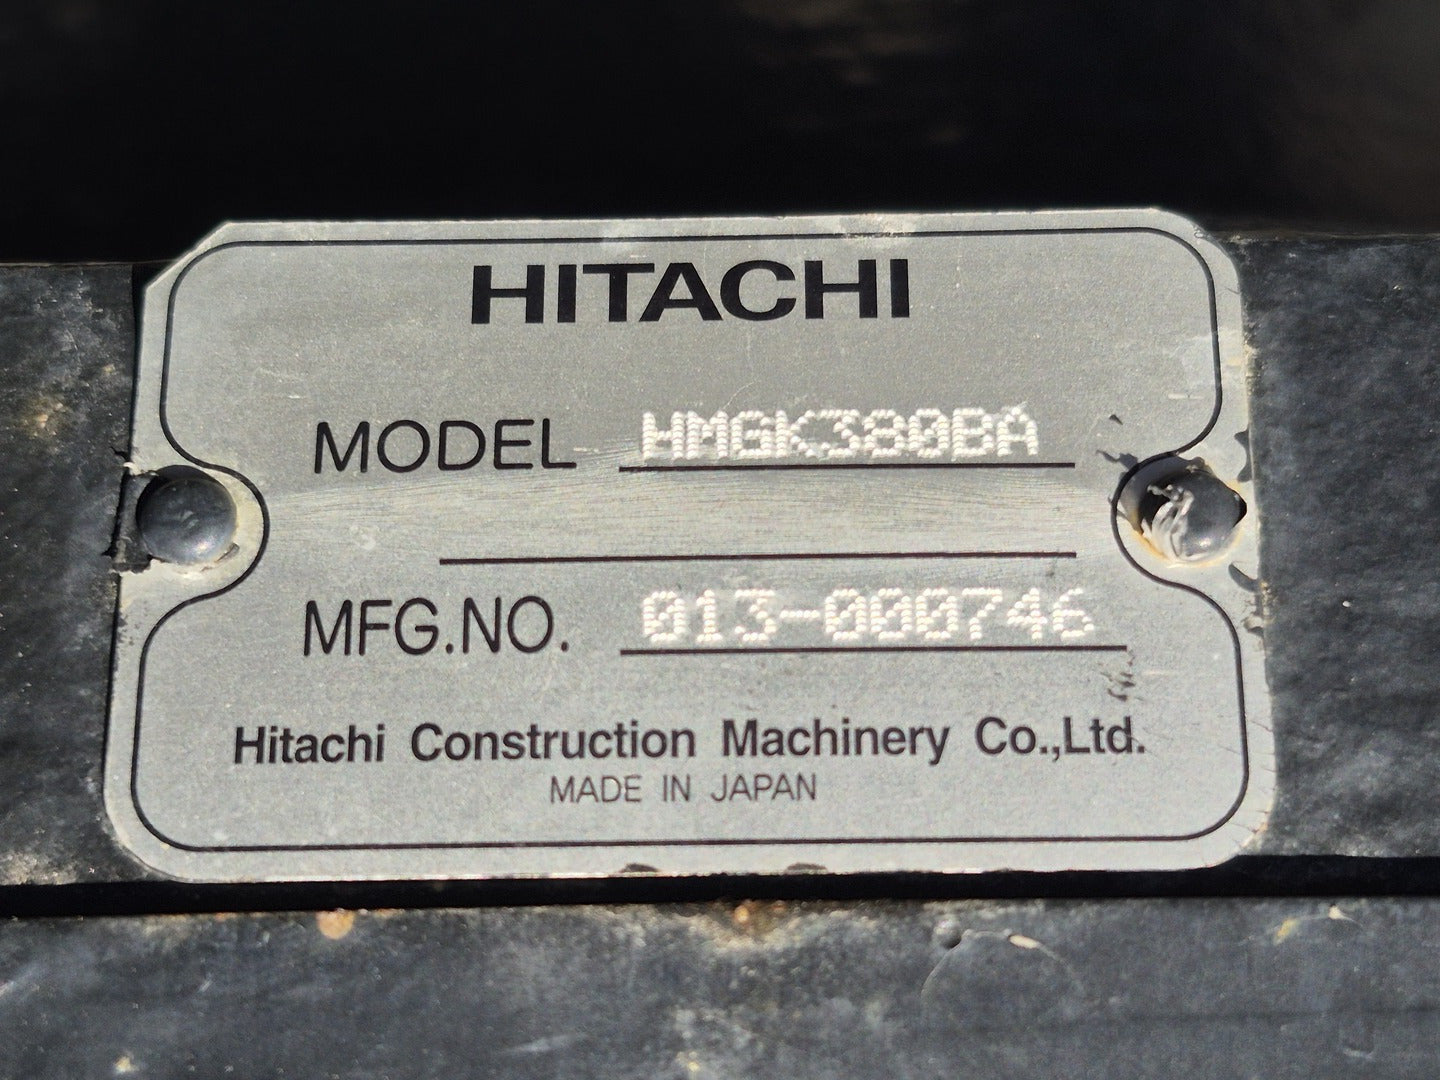 HITACHI
MODEL HMGK380BA
MFG.NO. 013-000746
Hitachi Construction Machinery Co.,Ltd.
MADE IN JAPAN